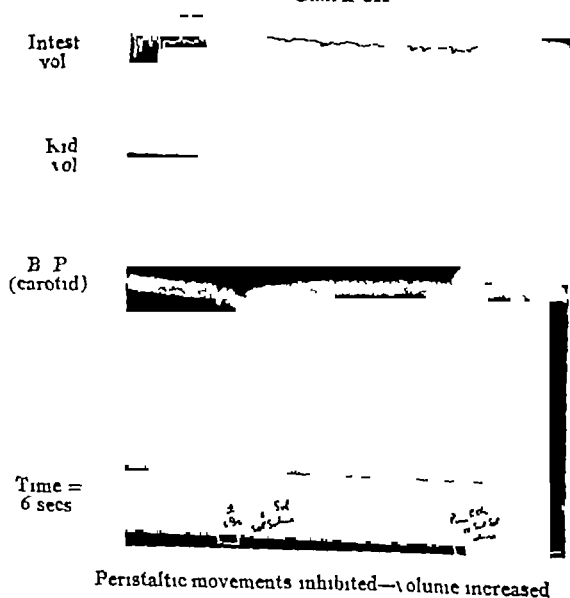 Intest
vol
Kid
vol
B P
(carotid)
Time =
6 secs
Peristaltic movements inhibited—volume increased